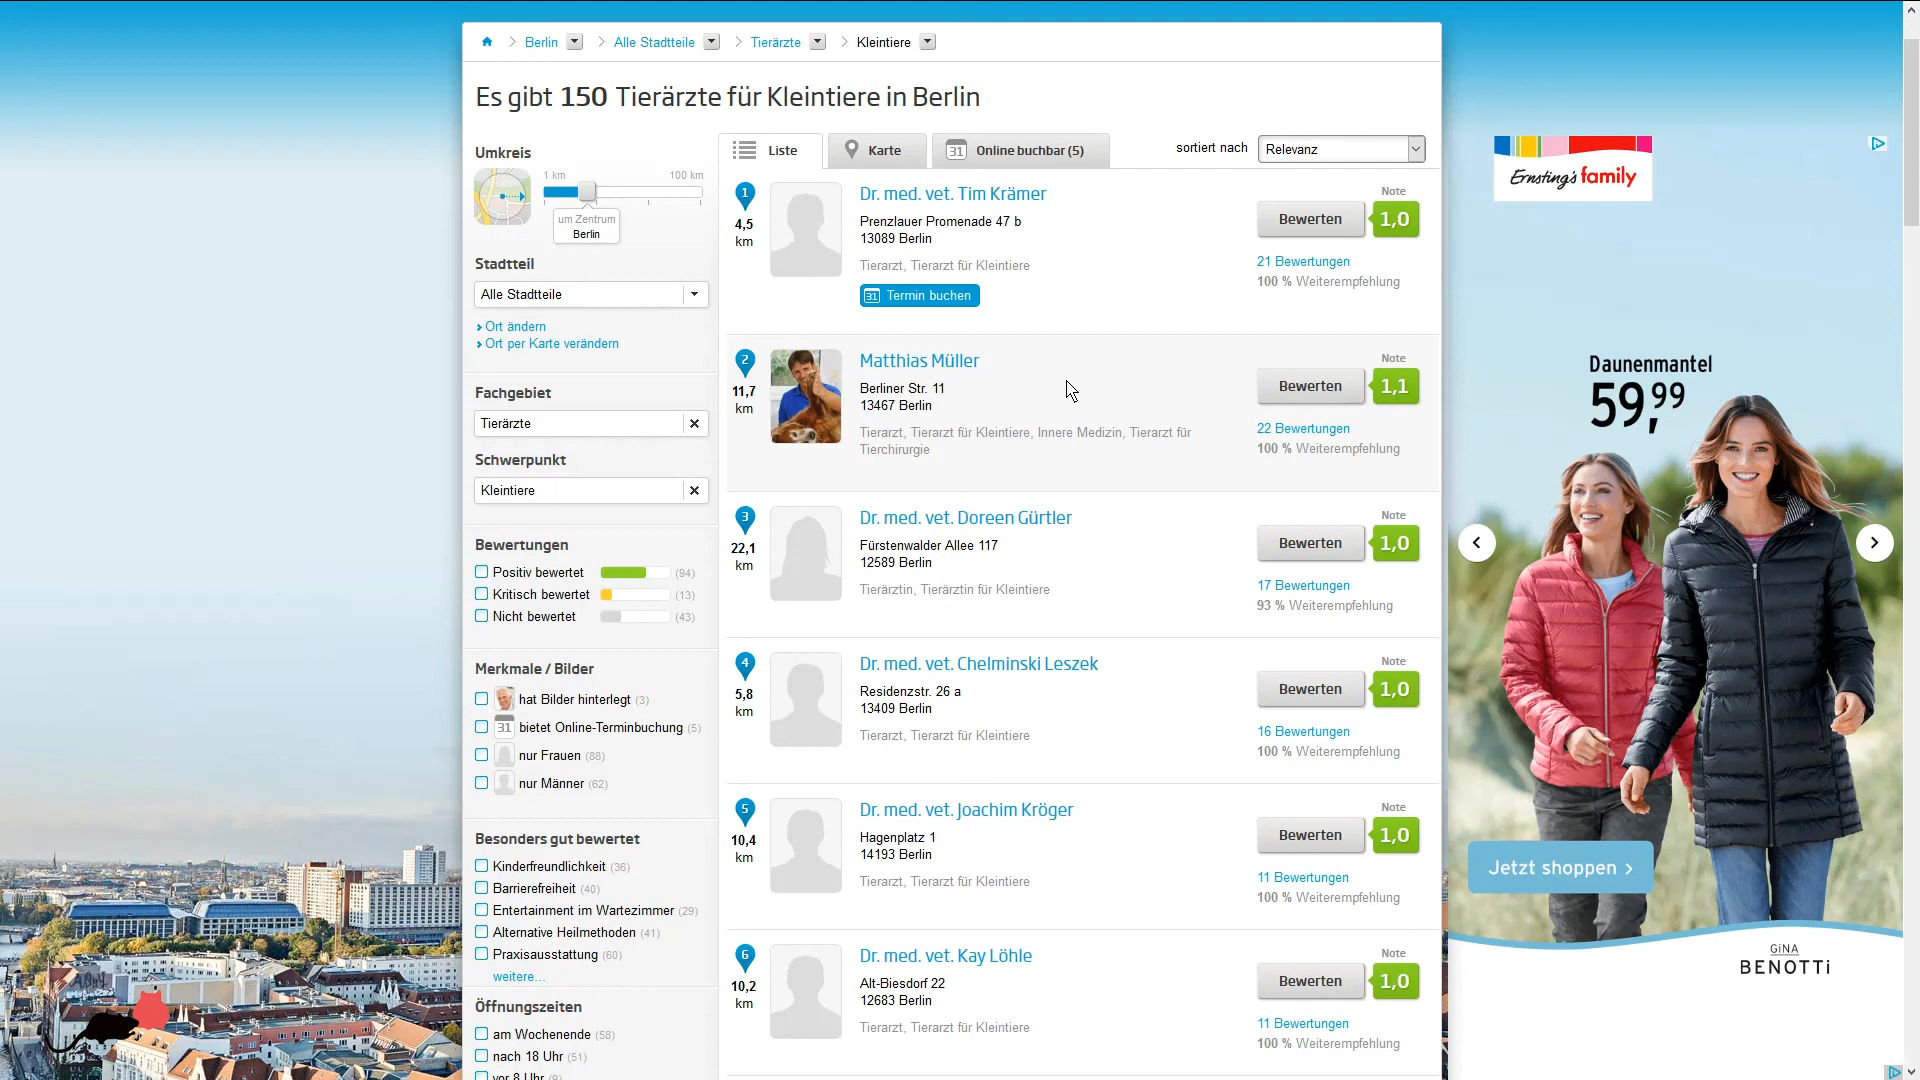 Berlin
Alle Stadtteile
Tierärzte
Kleintiere
Es gibt 150 Tierärzte für Kleintiere in Berlin
Umkreis
1 km
100 km
um Zentrum
Berlin
Stadtteil
Alle Stadtteile
Ort ändern
Ort per Karte verändern
Fachgebiet
Tierärzte
Schwerpunkt
Kleintiere
Bewertungen
Positiv bewertet (94)
Kritisch bewertet (13)
Nicht bewertet (43)
Merkmale / Bilder
hat Bilder hinterlegt (3)
31 bietet Online-Terminbuchung (5)
nur Frauen (88)
nur Männer (62)
Besonders gut bewertet
Kinderfreundlichkeit (36)
Barrierefreiheit (40)
Entertainment im Wartezimmer (29)
Alternative Heilmethoden (41)
Praxisausstattung (60)
weitere...
Öffnungszeiten
am Wochenende (58)
nach 18 Uhr (51)
vor 8 Uhr (9)
Liste
Karte
31 Online buchbar (5)
sortiert nach
Relevanz
1
4,5
km
Dr. med. vet. Tim Krämer
Prenzlauer Promenade 47 b
13089 Berlin
Tierarzt, Tierarzt für Kleintiere
31 Termin buchen
Note
Bewerten
1,0
21 Bewertungen
100 % Weiterempfehlung
2
11,7
km
Matthias Müller
Berliner Str. 11
13467 Berlin
Tierarzt, Tierarzt für Kleintiere, Innere Medizin, Tierarzt für
Tierchirurgie
Note
Bewerten
1,1
22 Bewertungen
100 % Weiterempfehlung
3
22,1
km
Dr. med. vet. Doreen Gürtler
Fürstenwalder Allee 117
12589 Berlin
Tierärztin, Tierärztin für Kleintiere
Note
Bewerten
1,0
17 Bewertungen
93 % Weiterempfehlung
4
5,8
km
Dr. med. vet. Chelminski Leszek
Residenzstr. 26 a
13409 Berlin
Tierarzt, Tierarzt für Kleintiere
Note
Bewerten
1,0
16 Bewertungen
100 % Weiterempfehlung
5
10,4
km
Dr. med. vet. Joachim Kröger
Hagenplatz 1
14193 Berlin
Tierarzt, Tierarzt für Kleintiere
Note
Bewerten
1,0
11 Bewertungen
100 % Weiterempfehlung
6
10,2
km
Dr. med. vet. Kay Löhle
Alt-Biesdorf 22
12683 Berlin
Tierarzt, Tierarzt für Kleintiere
Note
Bewerten
1,0
11 Bewertungen
100 % Weiterempfehlung
Ernsting's family
Daunenmantel
59,99
Jetzt shoppen
GiNA
BENOTTi